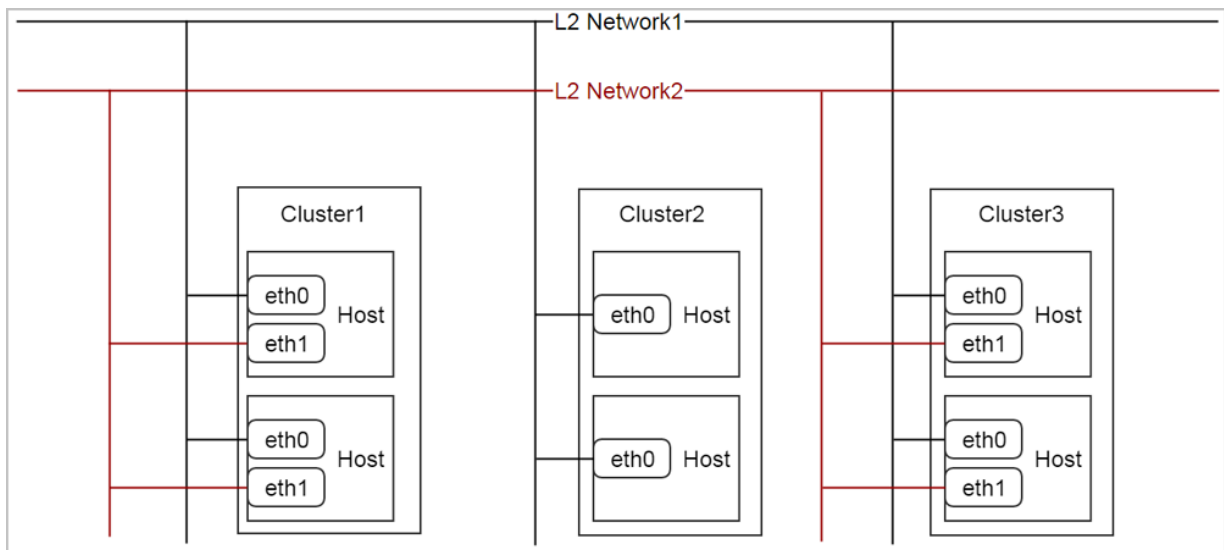 L2 Network1
L2 Network2
Cluster1
eth0
Host
eth1
eth0
Host
eth1
Cluster2
eth0 Host
eth0 Host
Cluster3
eth0
Host
eth1
eth0
Host
eth1